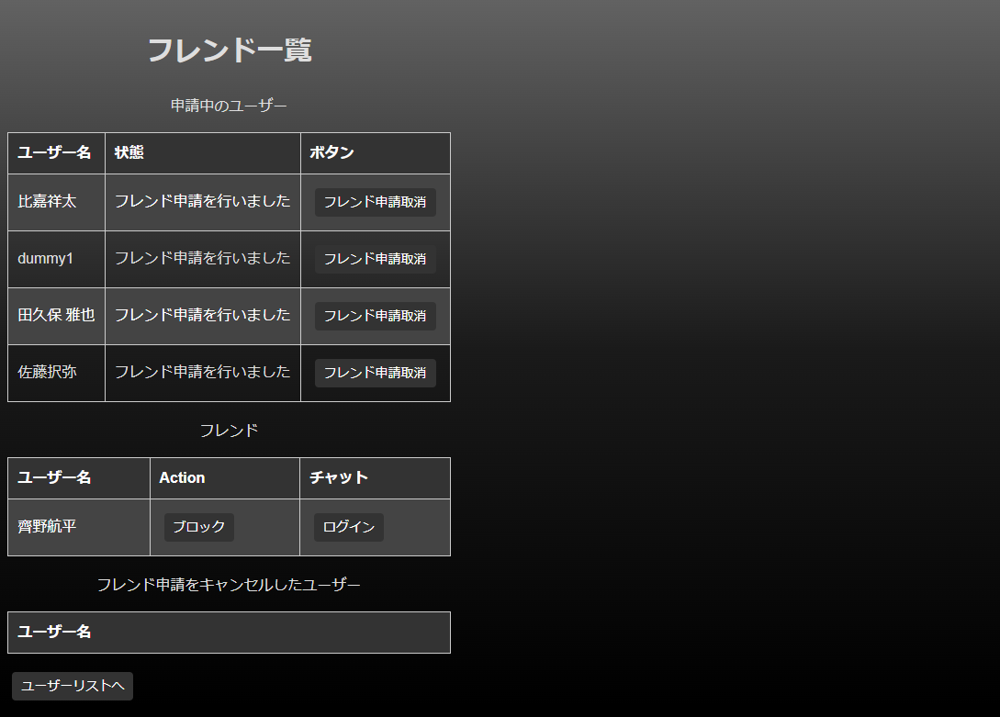 フレンド一覧
申請中のユーザー
ユーザー名 状態 ボタン
比嘉祥太 フレンド申請を行いました フレンド申請取消
dummy1 フレンド申請を行いました フレンド申請取消
田久保 雅也 フレンド申請を行いました フレンド申請取消
佐藤択弥 フレンド申請を行いました フレンド申請取消
フレンド
ユーザー名 Action チャット
齊野航平 ブロック ログイン
フレンド申請をキャンセルしたユーザー
ユーザー名
ユーザーリストへ